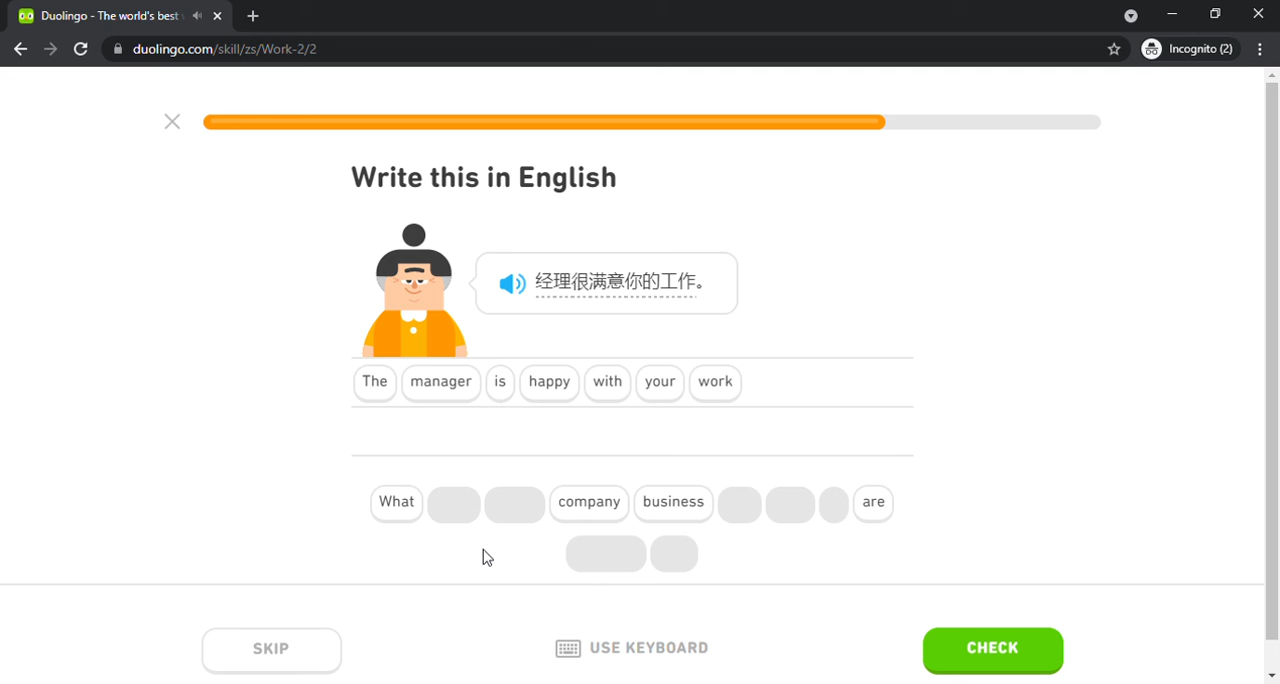 Duolingo - The world's best
duolingo.com/skill/zs/Work-2/2
Incognito (2)
Write this in English
经理很满意你的工作。
The manager is happy with your work
What company business are
SKIP
USE KEYBOARD
CHECK